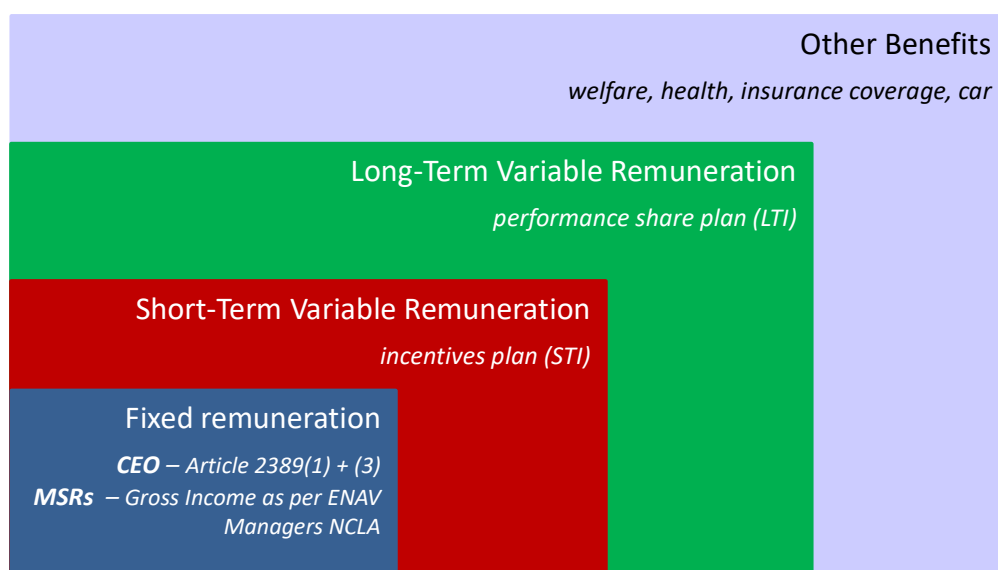 Other Benefits
welfare, health, insurance coverage, car
Long-Term Variable Remuneration
performance share plan (LTI)
Short-Term Variable Remuneration
incentives plan (STI)
Fixed remuneration
CEO – Article 2389(1) + (3)
MSRs – Gross Income as per ENAV
Managers NCLA